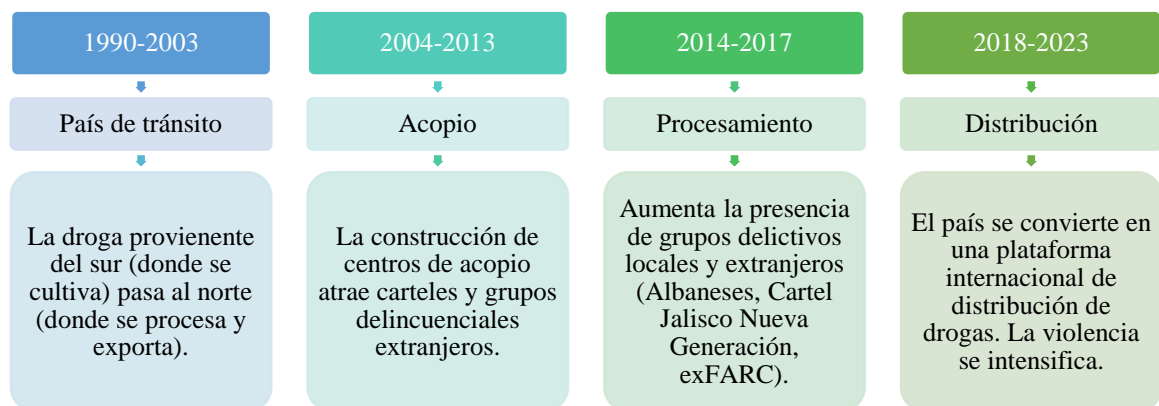 1990-2003
País de tránsito
La droga provienente
del sur (donde se
cultiva) pasa al norte
(donde se procesa y
exporta).
2004-2013
Acopio
La construcción de
centros de acopio
atrae carteles y grupos
delincuenciales
extranjeros.
2014-2017
Procesamiento
Aumenta la presencia
de grupos delictivos
locales y extranjeros
(Albaneses, Cartel
Jalisco Nueva
Generación,
exFARC).
2018-2023
Distribución
El país se convierte en
una plataforma
internacional de
distribución de
drogas. La violencia
se intensifica.